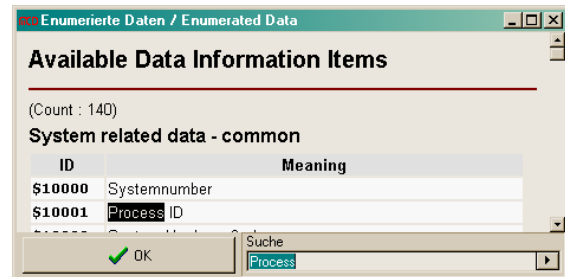 Enumerierte Daten / Enumerated Data
Available Data Information Items
(Count : 140)
System related data - common
ID Meaning
$10000 Systemnumber
$10001 Process ID
OK
Suche
Process